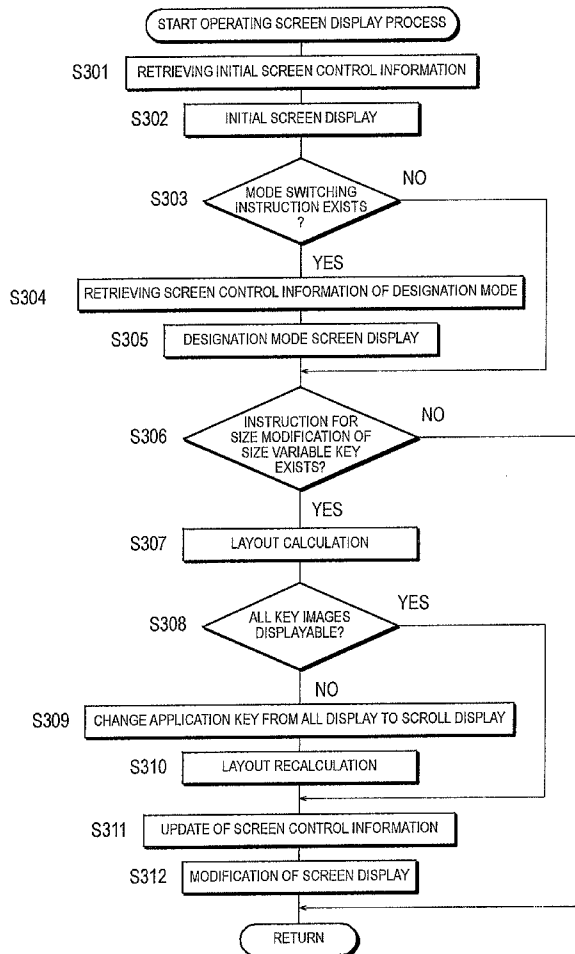 START OPERATING SCREEN DISPLAY PROCESS
S301
RETRIEVING INITIAL SCREEN CONTROL INFORMATION
S302
INITIAL SCREEN DISPLAY
S303
MODE SWITCHING
INSTRUCTION EXISTS
?
NO
YES
S304
RETRIEVING SCREEN CONTROL INFORMATION OF DESIGNATION MODE
S305
DESIGNATION MODE SCREEN DISPLAY
S306
INSTRUCTION FOR
SIZE MODIFICATION OF
SIZE VARIABLE KEY
EXISTS?
NO
YES
S307
LAYOUT CALCULATION
S308
ALL KEY IMAGES
DISPLAYABLE?
YES
NO
S309
CHANGE APPLICATION KEY FROM ALL DISPLAY TO SCROLL DISPLAY
S310
LAYOUT RECALCULATION
S311
UPDATE OF SCREEN CONTROL INFORMATION
S312
MODIFICATION OF SCREEN DISPLAY
RETURN